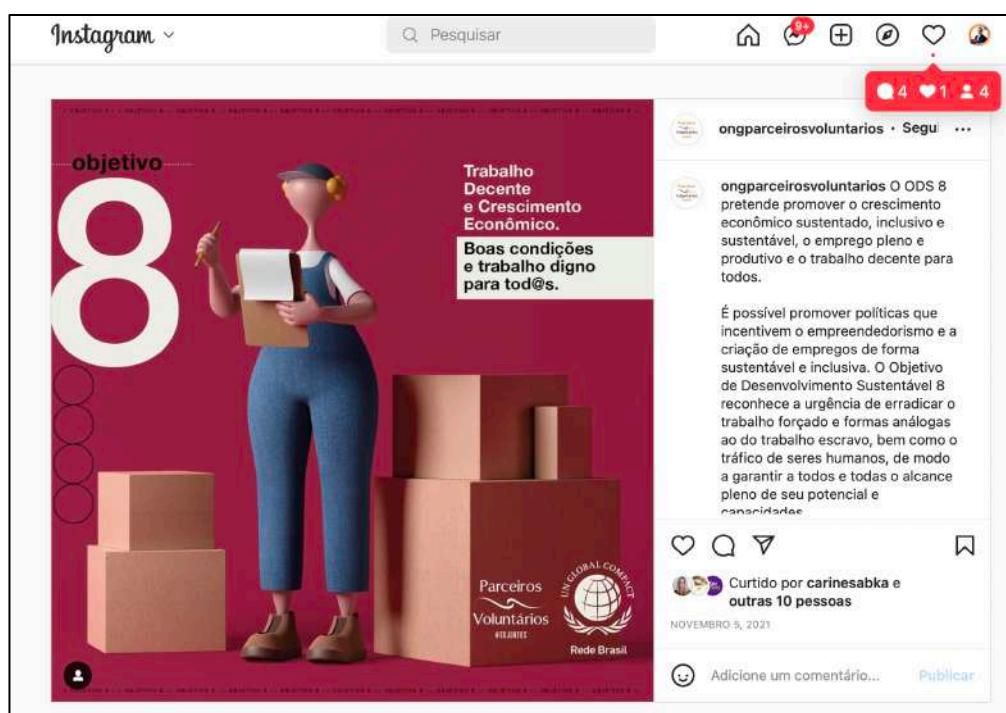 Instagram
Pesquisar
9+
4 1 4
objetivo
8
Trabalho
Decente
e Crescimento
Econômico.
Boas condições
e trabalho digno
para tod@s.
Parceiros
Voluntários
#SOJUNTOS
UN GLOBAL COMPACT
Rede Brasil
ongparceirosvoluntarios • Segui ...
ongparceirosvoluntarios O ODS 8
pretende promover o crescimento
econômico sustentado, inclusivo e
sustentável, o emprego pleno e
produtivo e o trabalho decente para
todos.
É possível promover políticas que
incentivem o empreendedorismo e a
criação de empregos de forma
sustentável e inclusiva. O Objetivo
de Desenvolvimento Sustentável 8
reconhece a urgência de erradicar o
trabalho forçado e formas análogas
ao do trabalho escravo, bem como o
tráfico de seres humanos, de modo
a garantir a todos e todas o alcance
pleno de seu potencial e
capacidades
Curtido por carinesabka e
outras 10 pessoas
NOVEMBRO 5, 2021
Adicione um comentário... Publicar